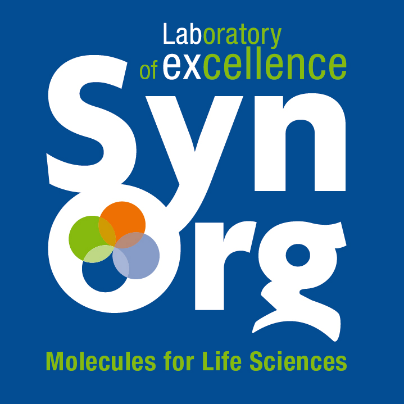 Laboratory
of excellence
Syn
Org
Molecules for Life Sciences